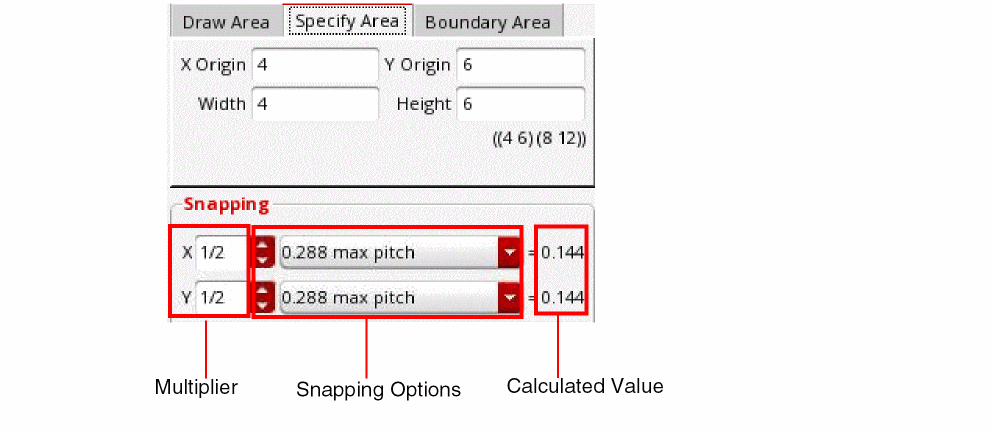 Draw Area Specify Area Boundary Area
X Origin 4 Y Origin 6
Width 4 Height 6
((4 6) (8 12))
Snapping
X 1/2 0.288 max pitch = 0.144
Y 1/2 0.288 max pitch = 0.144
Multiplier Snapping Options Calculated Value